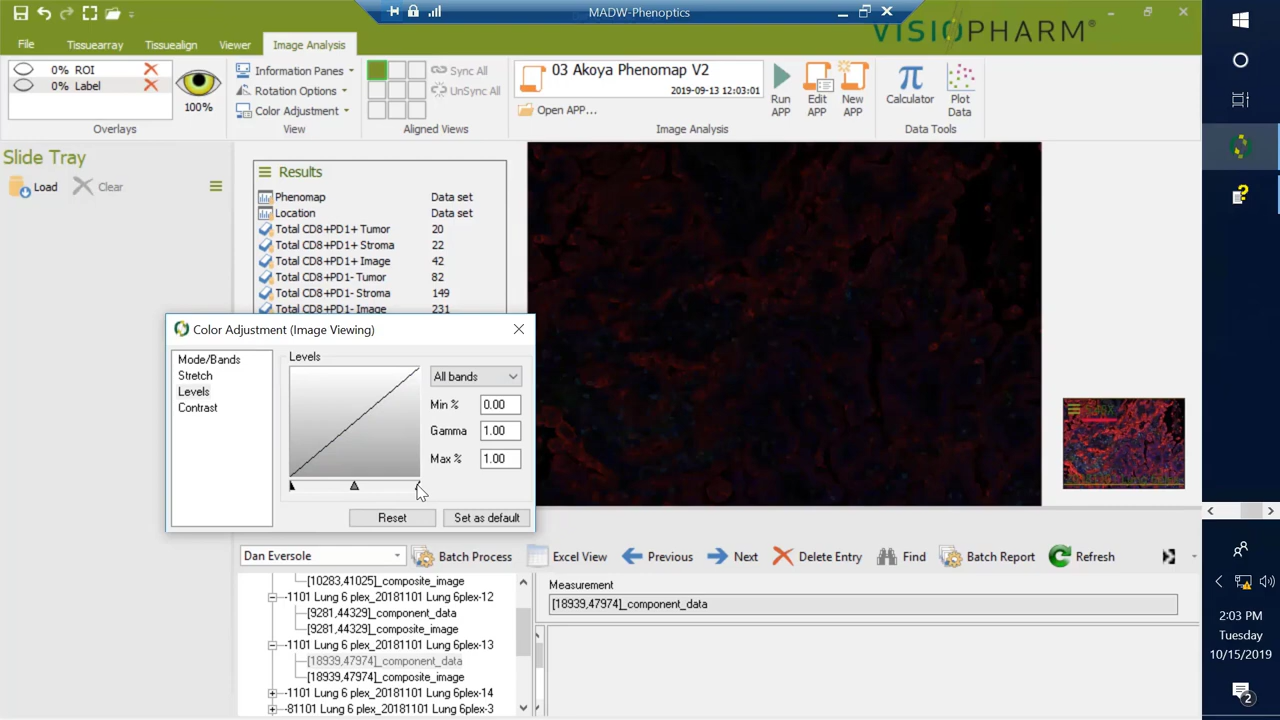 MADW-Phenoptics
VISIOPHARM®
File
Tissuearray
Tissuealign
Viewer
Image Analysis
0% ROI
0% Label
100%
Overlays
Information Panes
Rotation Options
Color Adjustment
View
Sync All
UnSync All
Aligned Views
03 Akoya Phenomap V2
2019-09-13 12:03:01
Open APP...
Run APP
Edit APP
New APP
Image Analysis
Calculator
Plot Data
Data Tools
Slide Tray
Load
Clear
Results
Phenomap Data set
Location Data set
Total CD8+PD1+ Tumor 20
Total CD8+PD1+ Stroma 22
Total CD8+PD1+ Image 42
Total CD8+PD1- Tumor 82
Total CD8+PD1- Stroma 149
Total CD8+PD1- Image 231
Color Adjustment (Image Viewing)
Mode/Bands
Stretch
Levels
Contrast
Levels
All bands
Min % 0.00
Gamma 1.00
Max % 1.00
Reset
Set as default
Dan Eversole
Batch Process
Excel View
Previous
Next
Delete Entry
Find
Batch Report
Refresh
[10283,41025]_composite_image
-1101 Lung 6 plex_20181101 Lung 6plex-12
[9281,44329]_component_data
[9281,44329]_composite_image
-1101 Lung 6 plex_20181101 Lung 6plex-13
[18939,47974]_component_data
[18939,47974]_composite_image
-1101 Lung 6 plex_20181101 Lung 6plex-14
-81101 Lung 6 plex_20181101 Lung 6plex-3
Measurement
[18939,47974]_component_data
2:03 PM
Tuesday
10/15/2019
2